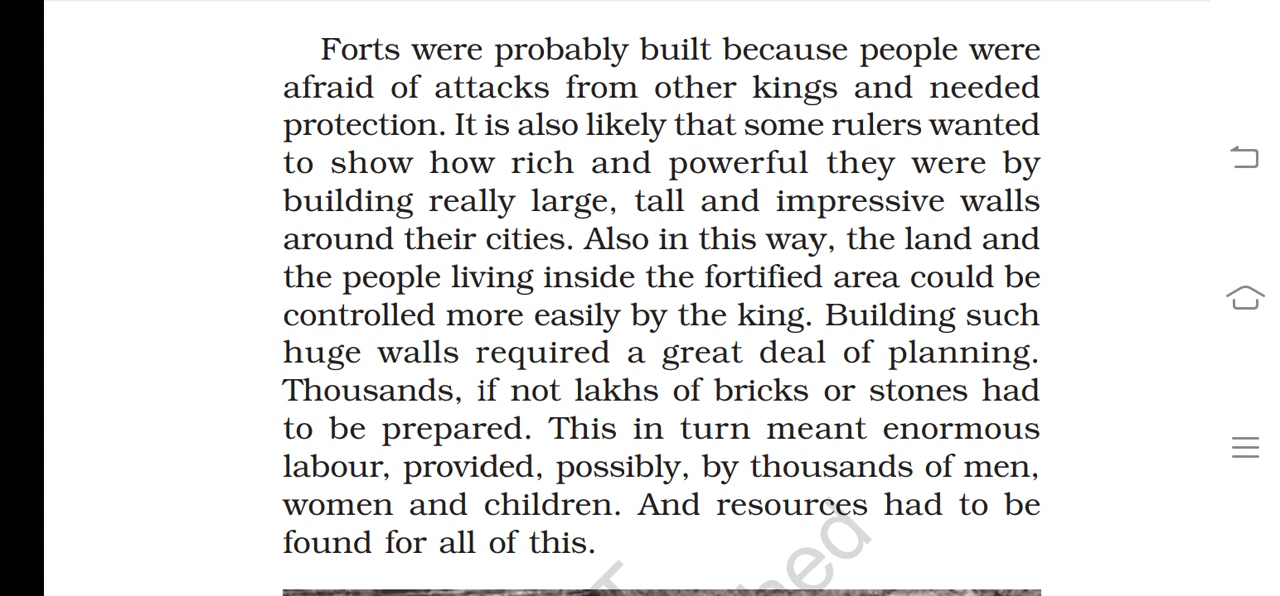 Forts were probably built because people were
afraid of attacks from other kings and needed
protection. It is also likely that some rulers wanted
to show how rich and powerful they were by
building really large, tall and impressive walls
around their cities. Also in this way, the land and
the people living inside the fortified area could be
controlled more easily by the king. Building such
huge walls required a great deal of planning.
Thousands, if not lakhs of bricks or stones had
to be prepared. This in turn meant enormous
labour, provided, possibly, by thousands of men,
women and children. And resources had to be
found for all of this.